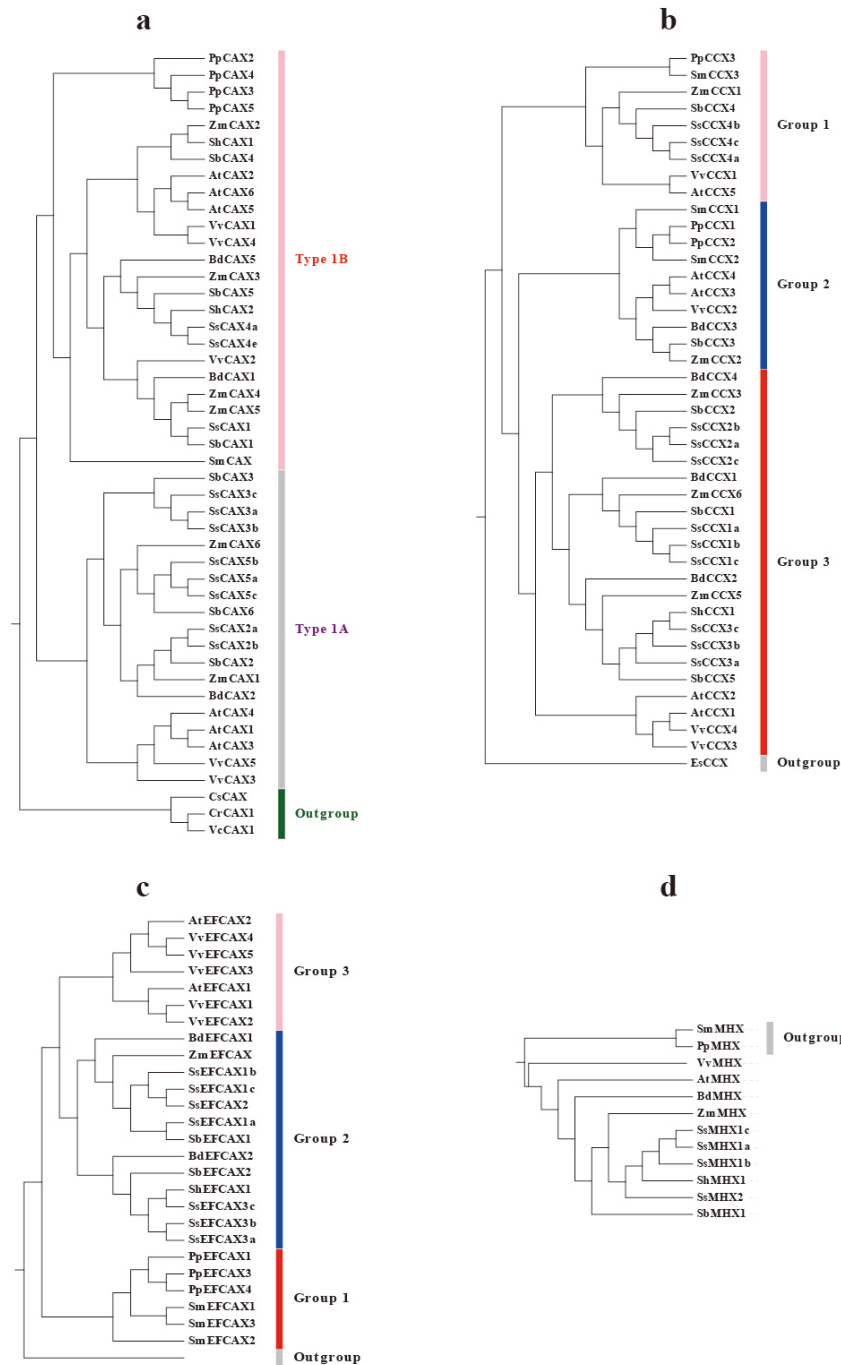 a
PpCAX2
PpCAX4
PpCAX3
PpCAX5
ZmCAX2
ShCAX1
SbCAX4
AtCAX2
AtCAX6
AtCAX5
VvCAX1
VvCAX4
BdCAX5
ZmCAX3
SbCAX5
ShCAX2
SsCAX4a
SsCAX4e
VvCAX2
BdCAX1
ZmCAX4
ZmCAX5
SsCAX1
SbCAX1
SmCAX
Type 1B
SbCAX3
SsCAX3c
SsCAX3a
SsCAX3b
ZmCAX6
SsCAX5b
SsCAX5a
SsCAX5c
SbCAX6
SsCAX2a
SsCAX2b
SbCAX2
ZmCAX1
BdCAX2
AtCAX4
AtCAX1
AtCAX3
VvCAX5
VvCAX3
Type 1A
CsCAX
CrCAX1
VcCAX1
Outgroup
b
PpCCX3
SmCCX3
ZmCCX1
SbCCX4
SsCCX4b
SsCCX4c
SsCCX4a
VvCCX1
AtCCX5
Group 1
SmCCX1
PpCCX1
PpCCX2
SmCCX2
AtCCX4
AtCCX3
VvCCX2
BdCCX3
SbCCX3
ZmCCX2
Group 2
BdCCX4
ZmCCX3
SbCCX2
SsCCX2b
SsCCX2a
SsCCX2c
BdCCX1
ZmCCX6
SbCCX1
SsCCX1a
SsCCX1b
SsCCX1c
BdCCX2
ZmCCX5
ShCCX1
SsCCX3c
SsCCX3b
SsCCX3a
SbCCX5
AtCCX2
AtCCX1
VvCCX4
VvCCX3
Group 3
EsCCX
Outgroup
c
AtEFCAX2
VvEFCAX4
VvEFCAX5
VvEFCAX3
AtEFCAX1
VvEFCAX1
VvEFCAX2
Group 3
BdEFCAX1
ZmEFCAX
SsEFCAX1b
SsEFCAX1c
SsEFCAX2
SsEFCAX1a
SbEFCAX1
BdEFCAX2
SbEFCAX2
ShEFCAX1
SsEFCAX3c
SsEFCAX3b
SsEFCAX3a
Group 2
PpEFCAX1
PpEFCAX3
PpEFCAX4
SmEFCAX1
SmEFCAX3
SmEFCAX2
Group 1
Outgroup
d
SmMHX
PpMHX
Outgroup
VvMHX
AtMHX
BdMHX
ZmMHX
SsMHX1c
SsMHX1a
SsMHX1b
ShMHX1
SsMHX2
SbMHX1